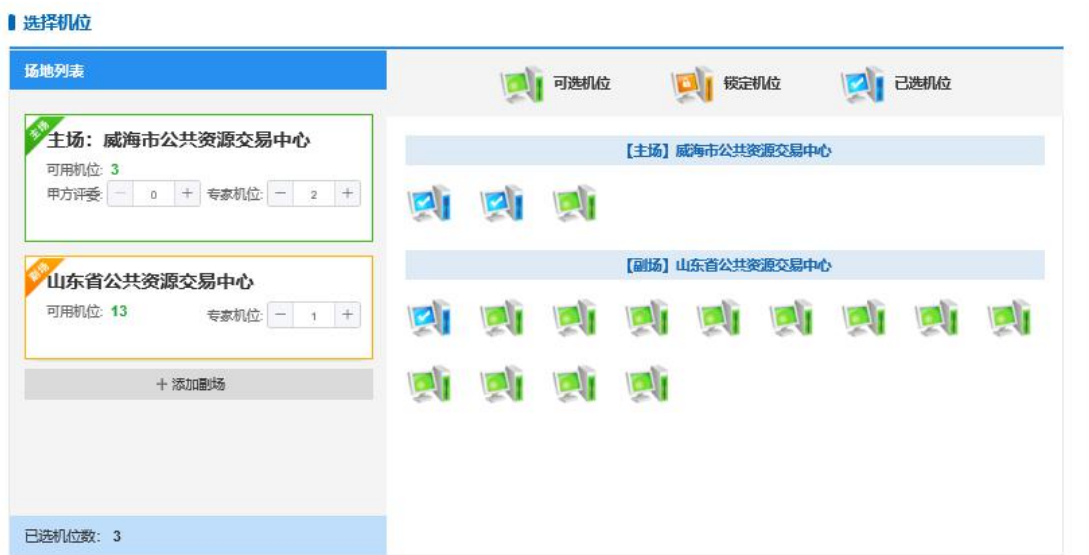 选择机位
场地列表
主场
主场：威海市公共资源交易中心
可用机位: 3
甲方评委: － 0 ＋ 专家机位: － 2 ＋
副场
山东省公共资源交易中心
可用机位: 13
专家机位: － 1 ＋
＋添加副场
已选机位数： 3
可选机位 锁定机位 已选机位
【主场】威海市公共资源交易中心
【副场】山东省公共资源交易中心